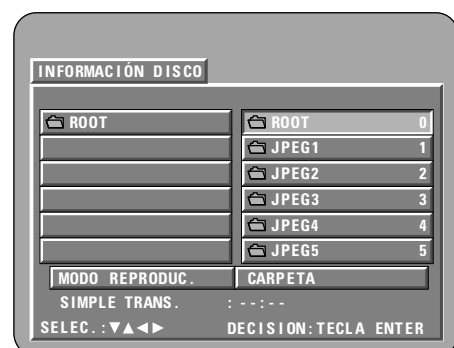 INFORMACIÓN DISCO
ROOT ROOT 0
JPEG1 1
JPEG2 2
JPEG3 3
JPEG4 4
JPEG5 5
MODO REPRODUC. CARPETA
SIMPLE TRANS. :--:--
SELEC.:▼▲◄► DECISION:TECLA ENTER